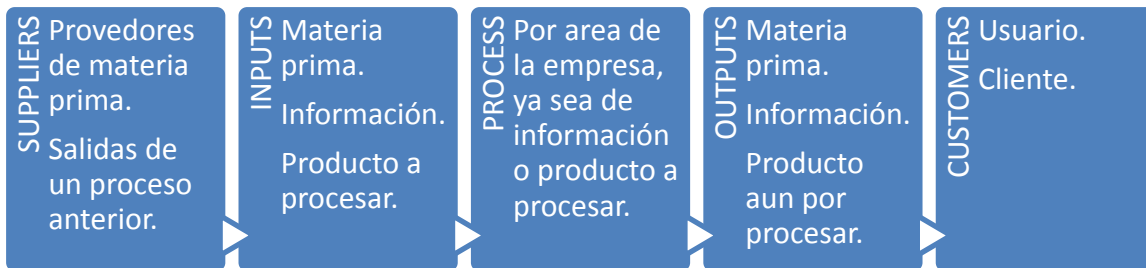 SUPPLIERS
Provedores
de materia
prima.
Salidas de
un proceso
anterior.
INPUTS
Materia
prima.
Información.
Producto a
procesar.
PROCESS
Por area de
la empresa,
ya sea de
información
o producto a
procesar.
OUTPUTS
Materia
prima.
Información.
Producto
aun por
procesar.
CUSTOMERS
Usuario.
Cliente.